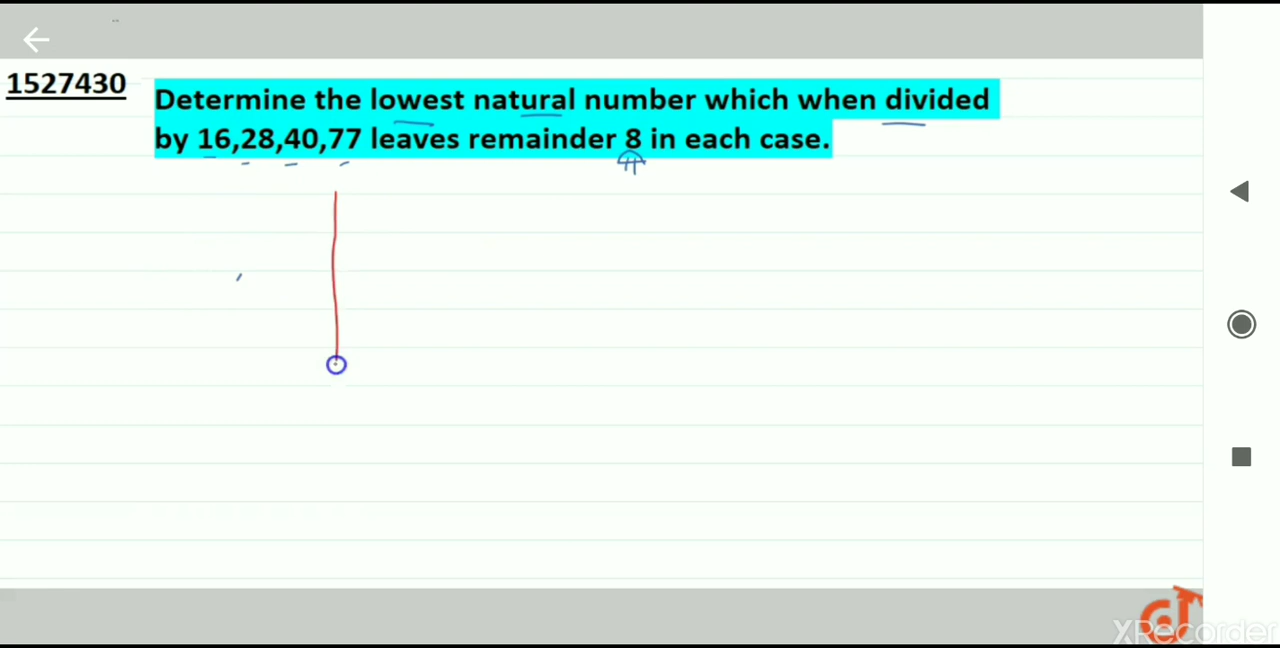 1527430
Determine the lowest natural number which when divided
by 16,28,40,77 leaves remainder 8 in each case.
XRecorder